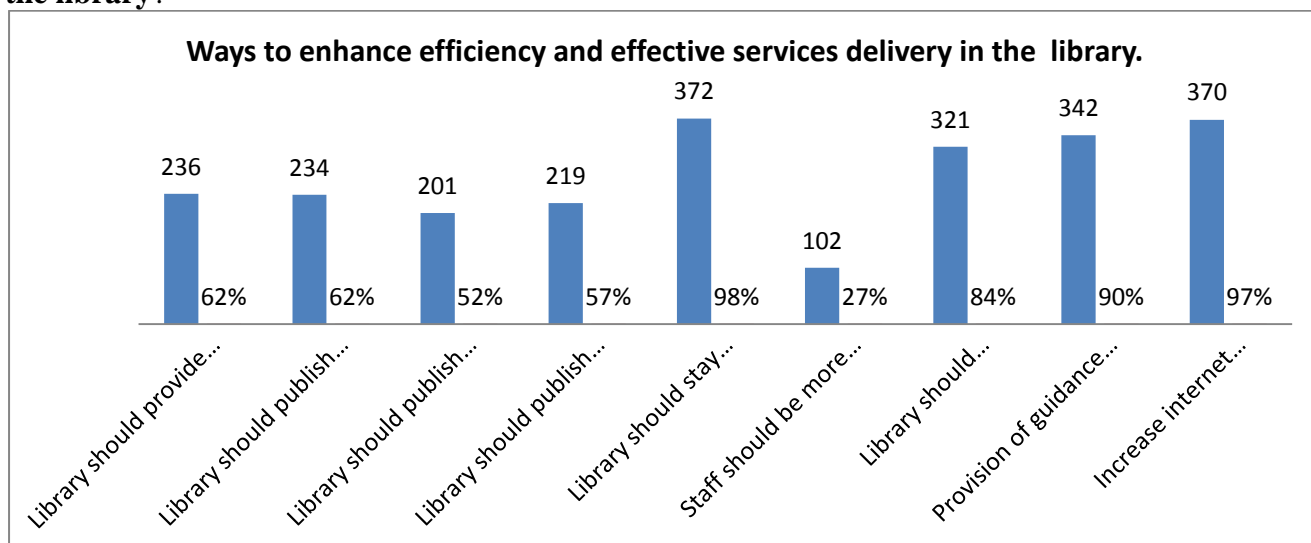 the library?
Ways to enhance efficiency and effective services delivery in the library.
236
234
201
219
372
102
321
342
370
62%
62%
52%
57%
98%
27%
84%
90%
97%
Library should provide...
Library should publish...
Library should publish...
Library should publish...
Library should stay...
Staff should be more...
Library should...
Provision of guidance...
Increase internet...